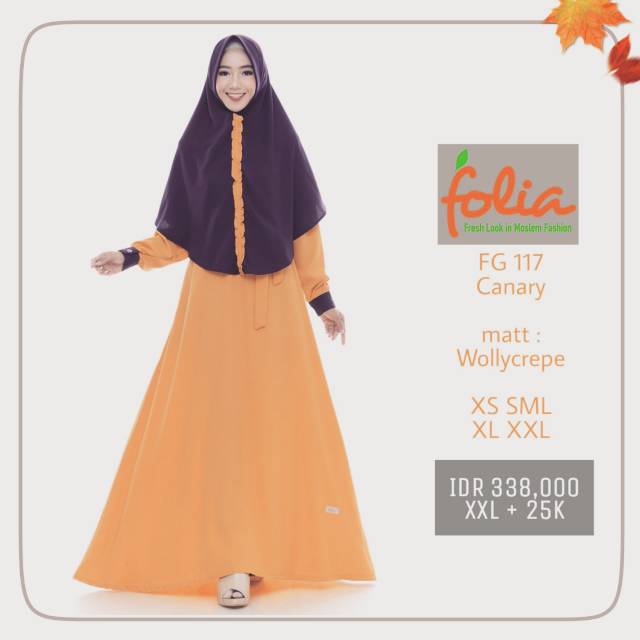 folia
Fresh Look in Moslem Fashion
FG 117
Canary
matt :
Wollycrepe
XS SML
XL XXL
IDR 338,000
XXL + 25K